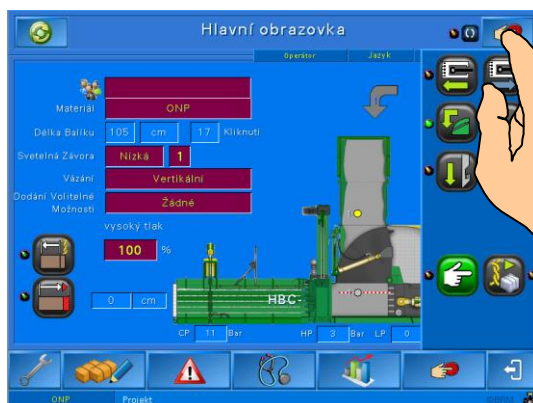 Hlavní obrazovka
Operátor Jazyk
Materiál ONP
Délka Balíku 105 cm 17 Kliknutí
Svetelná Závora Nízká 1
Vázání Vertikální
Dodání Volitelné Možnosti Žádné
vysoký tlak
100 %
0 cm
HBC
CP 11 Bar HP 3 Bar LP 0
ONP Projekt